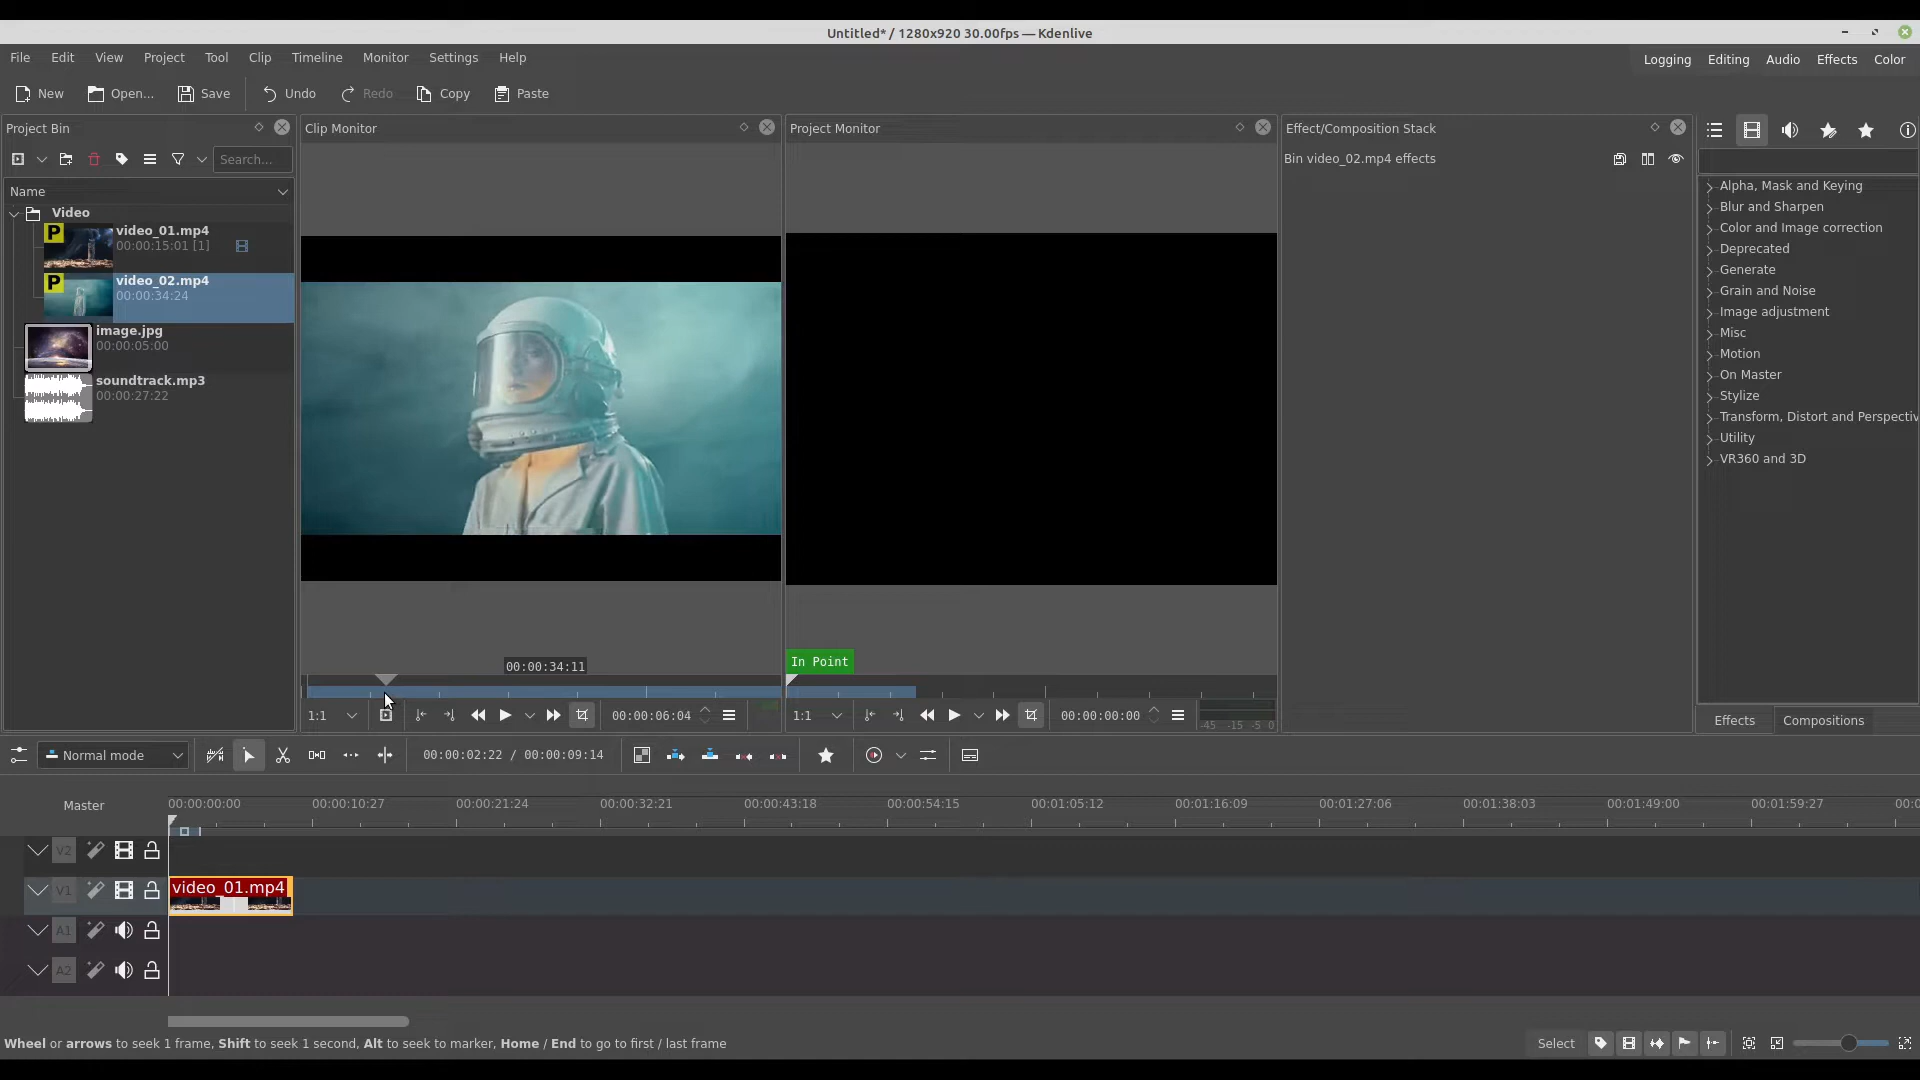 Untitled* / 1280x920 30.00fps — Kdenlive
File Edit View Project Tool Clip Timeline Monitor Settings Help
Logging Editing Audio Effects Color
New Open... Save Undo Redo Copy Paste
Project Bin
Search...
Name
Video
P
video_01.mp4
00:00:15:01 [1]
P
video_02.mp4
00:00:34:24
image.jpg
00:00:05:00
soundtrack.mp3
00:00:27:22
Clip Monitor
00:00:34:11
1:1
00:00:06:04
Project Monitor
In Point
1:1
00:00:00:00
-45 -15 -5 0
Effect/Composition Stack
Bin video_02.mp4 effects
Alpha, Mask and Keying
Blur and Sharpen
Color and Image correction
Deprecated
Generate
Grain and Noise
Image adjustment
Misc
Motion
On Master
Stylize
Transform, Distort and Perspectiv
Utility
VR360 and 3D
Effects Compositions
Normal mode
00:00:02:22 / 00:00:09:14
Master
00:00:00:00 00:00:10:27 00:00:21:24 00:00:32:21 00:00:43:18 00:00:54:15 00:01:05:12 00:01:16:09 00:01:27:06 00:01:38:03 00:01:49:00 00:01:59:27 00:0
V2
V1
video_01.mp4
A1
A2
Wheel or arrows to seek 1 frame, Shift to seek 1 second, Alt to seek to marker, Home / End to go to first / last frame
Select